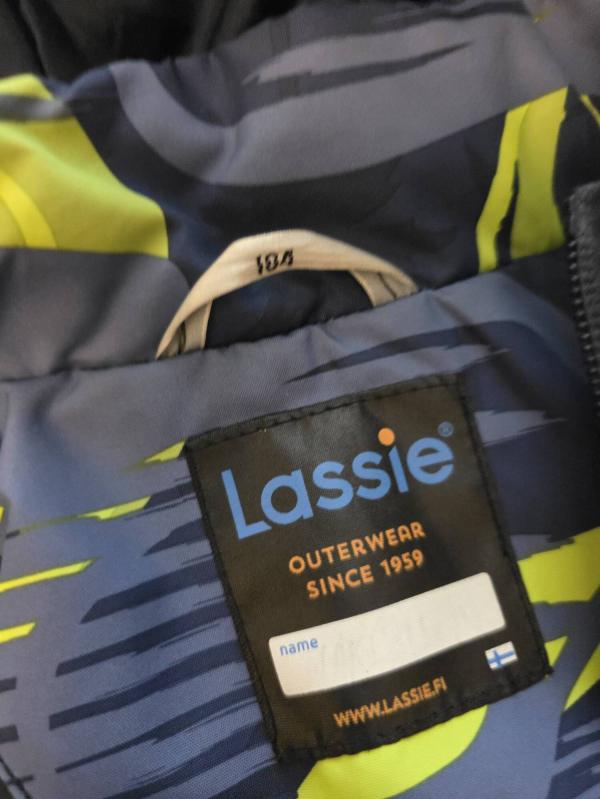 104
Lassie®
OUTERWEAR
SINCE 1959
name
WWW.LASSIE.FI